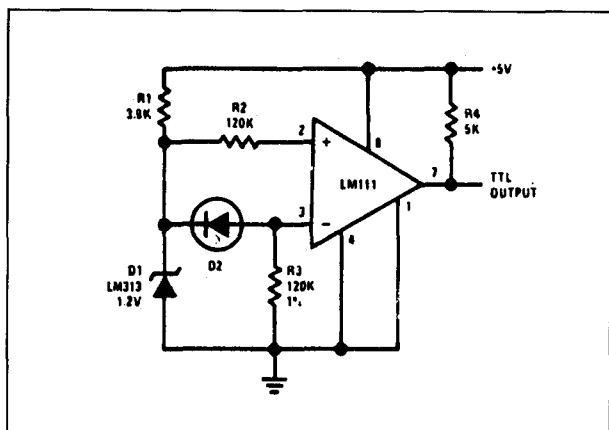 +5V
R1
3.9K
R2
120K
R4
5K
2
+
8
LM111
7
TTL
OUTPUT
1
3
−
4
D2
R3
120K
1%
D1
LM313
1.2V